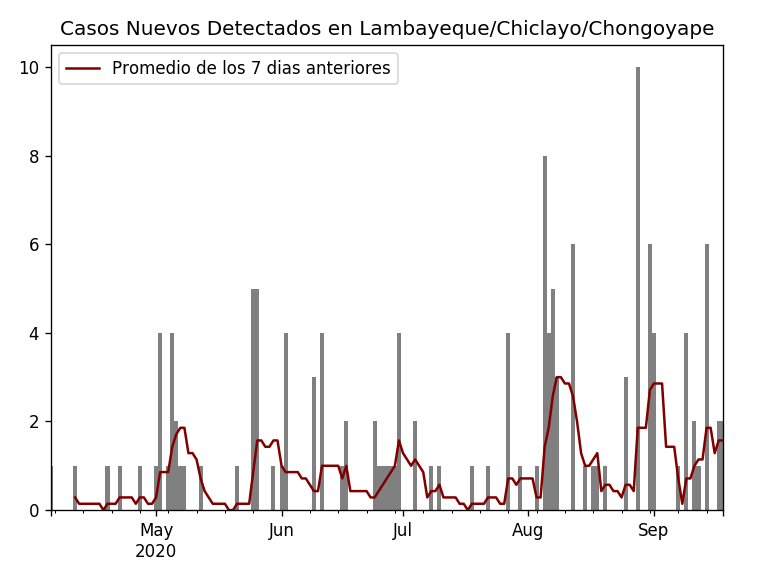 Casos Nuevos Detectados en Lambayeque/Chiclayo/Chongoyape
Promedio de los 7 dias anteriores
10
8
6
4
2
0
May Jun Jul Aug Sep
2020